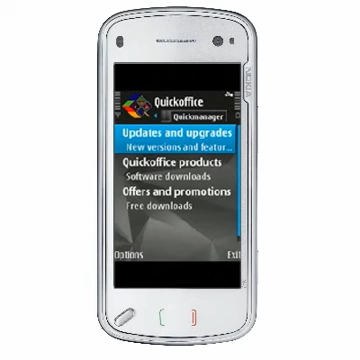 NOKIA
Quickoffice
Quickmanager
Updates and upgrades
New versions and featur...
Quickoffice products
Software downloads
Offers and promotions
Free downloads
Options
Exit